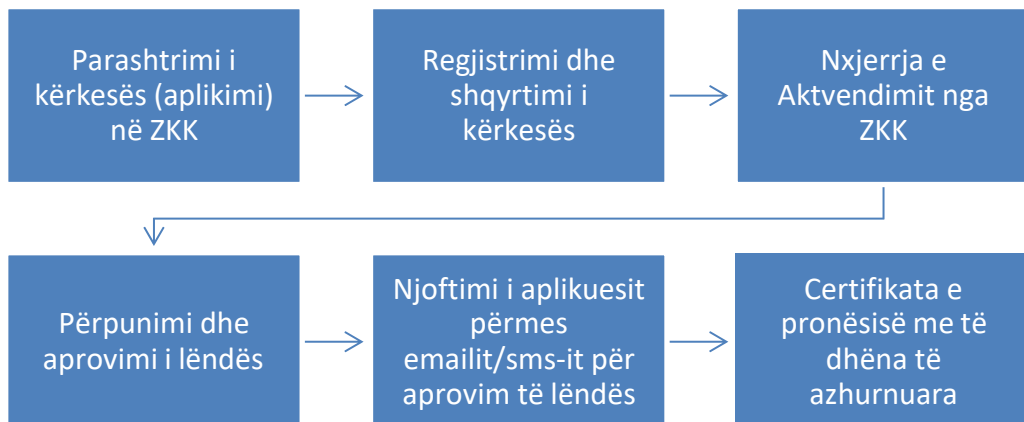 Parashtrimi i
kërkesës (aplikimi)
në ZKK
Regjistrimi dhe
shqyrtimi i
kërkesës
Nxjerrja e
Aktvendimit nga
ZKK
Përpunimi dhe
aprovimi i lëndës
Njoftimi i aplikuesit
përmes
emailit/sms-it për
aprovim të lëndës
Certifikata e
pronësisë me të
dhëna të
azhurnuara